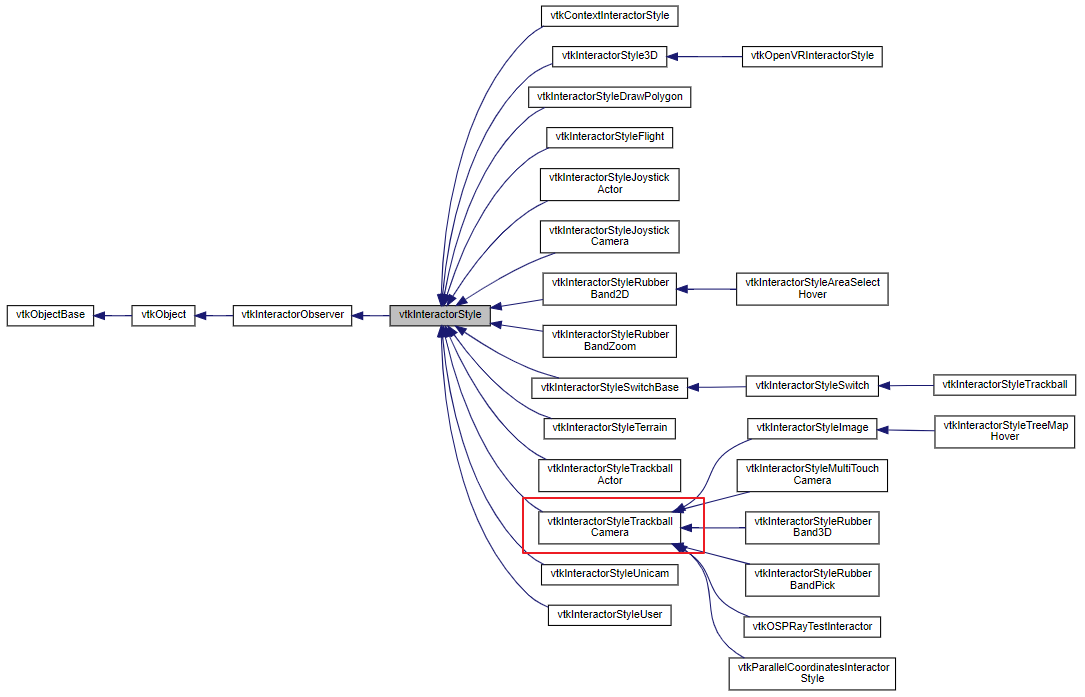 vtkContextInteractorStyle
vtkInteractorStyle3D
vtkOpenVRInteractorStyle
vtkInteractorStyleDrawPolygon
vtkInteractorStyleFlight
vtkInteractorStyleJoystick
Actor
vtkInteractorStyleJoystick
Camera
vtkInteractorStyleRubber
Band2D
vtkInteractorStyleAreaSelect
Hover
vtkObjectBase
vtkObject
vtkInteractorObserver
vtkInteractorStyle
vtkInteractorStyleRubber
BandZoom
vtkInteractorStyleSwitchBase
vtkInteractorStyleSwitch
vtkInteractorStyleTrackball
vtkInteractorStyleTerrain
vtkInteractorStyleImage
vtkInteractorStyleTreeMap
Hover
vtkInteractorStyleTrackball
Actor
vtkInteractorStyleMultiTouch
Camera
vtkInteractorStyleTrackball
Camera
vtkInteractorStyleRubber
Band3D
vtkInteractorStyleUnicam
vtkInteractorStyleRubber
BandPick
vtkInteractorStyleUser
vtkOSPRayTestInteractor
vtkParallelCoordinatesInteractor
Style